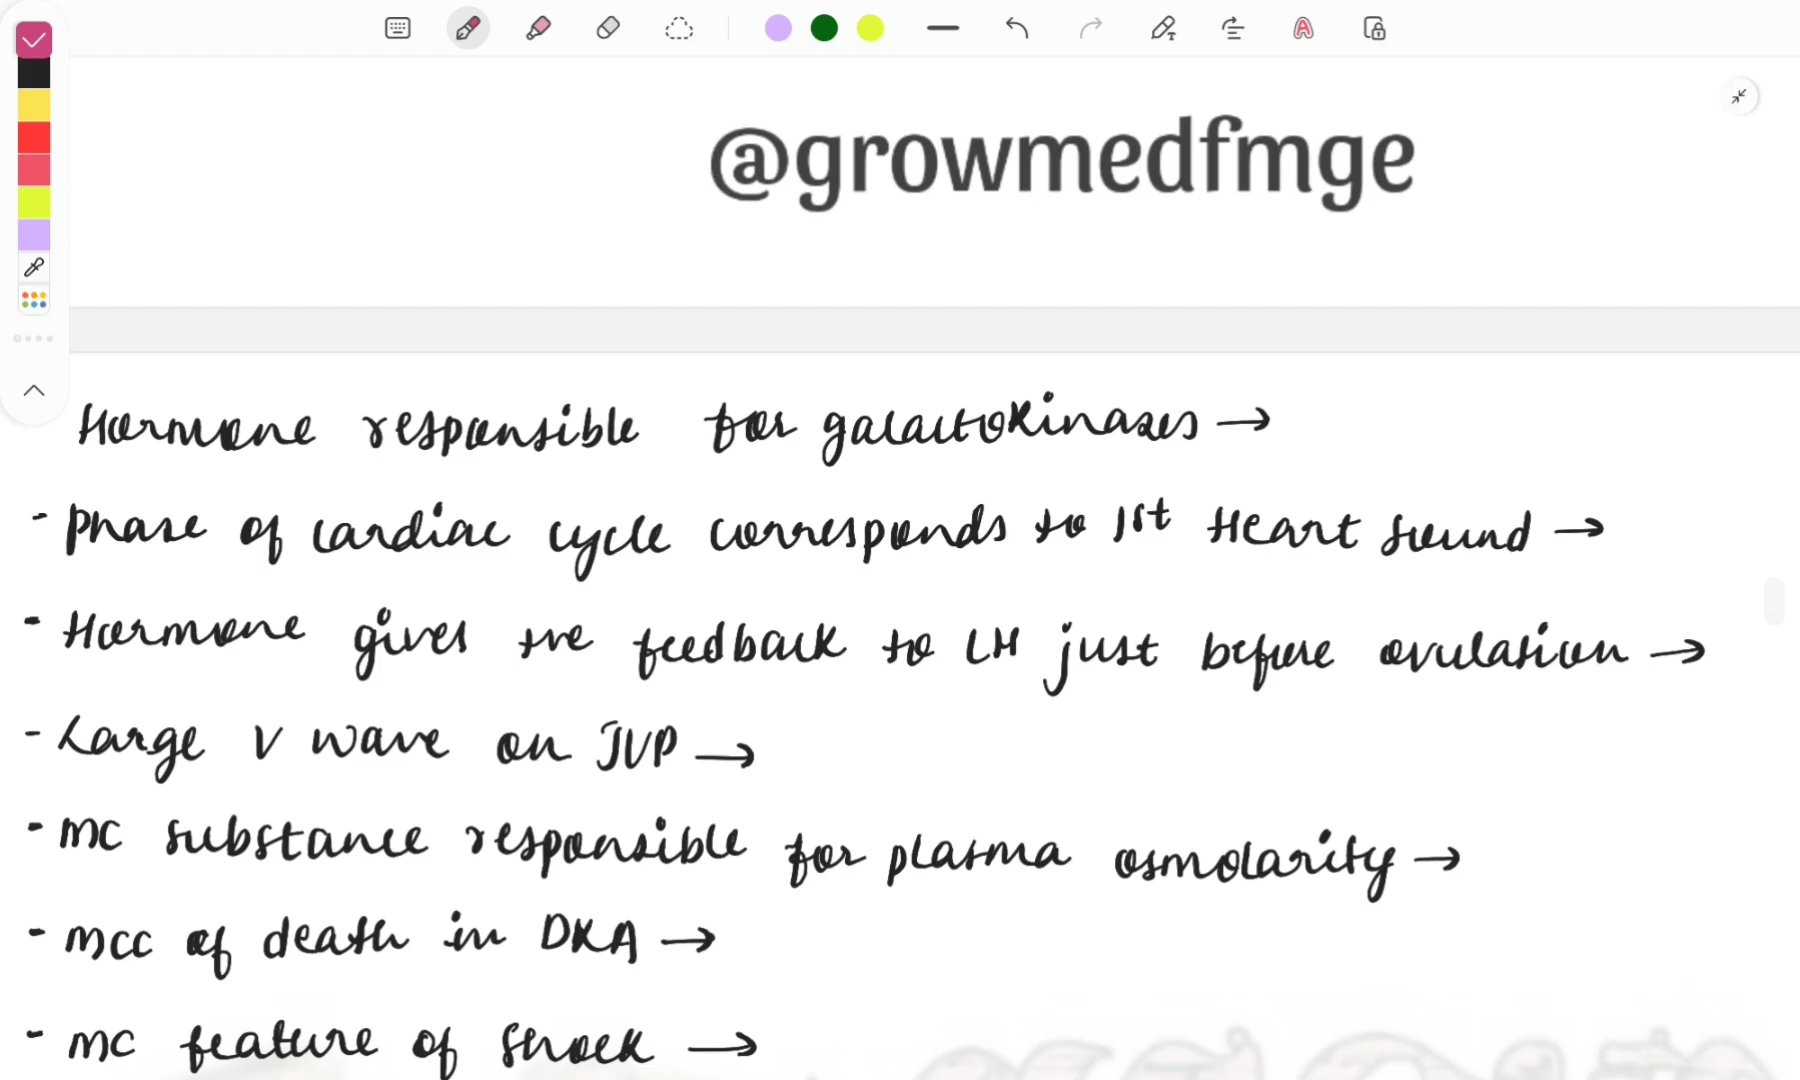 @growmedfmge
Hormone responsible for galactokinases →
- Phase of cardiac cycle corresponds to 1st Heart sound →
- Hormone gives +ve feedback to LH just before ovulation →
- Large V wave on JVP →
- mc substance responsible for plasma osmolarity →
- mcc of death in DKA →
- mc feature of shock →